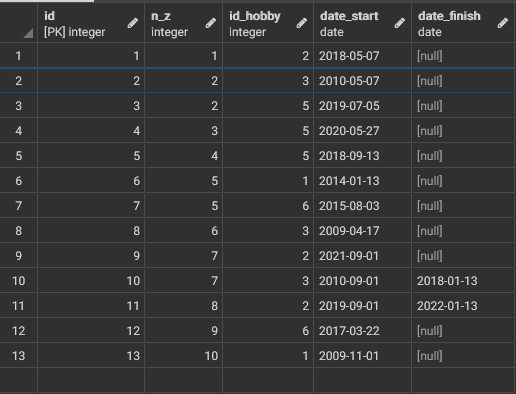 id n_z id_hobby date_start date_finish
[PK] integer integer integer date date
1 1 1 2 2018-05-07 [null]
2 2 2 3 2010-05-07 [null]
3 3 2 5 2019-07-05 [null]
4 4 3 5 2020-05-27 [null]
5 5 4 5 2018-09-13 [null]
6 6 5 1 2014-01-13 [null]
7 7 5 6 2015-08-03 [null]
8 8 6 3 2009-04-17 [null]
9 9 7 2 2021-09-01 [null]
10 10 7 3 2010-09-01 2018-01-13
11 11 8 2 2019-09-01 2022-01-13
12 12 9 6 2017-03-22 [null]
13 13 10 1 2009-11-01 [null]